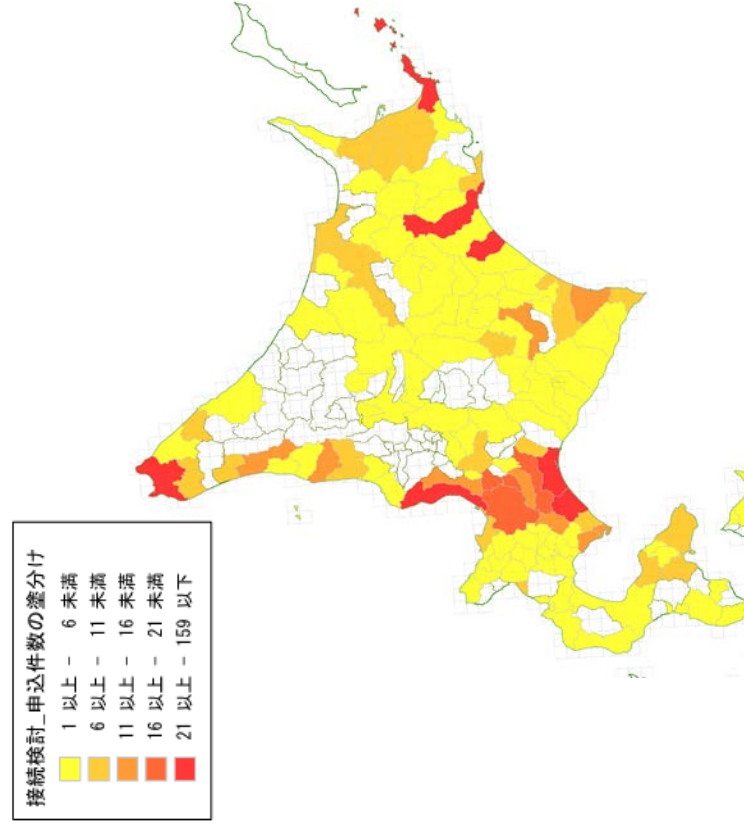 接続検討_申込件数の塗分け
1 以上 - 6 未満
6 以上 - 11 未満
11 以上 - 16 未満
16 以上 - 21 未満
21 以上 - 159 以下